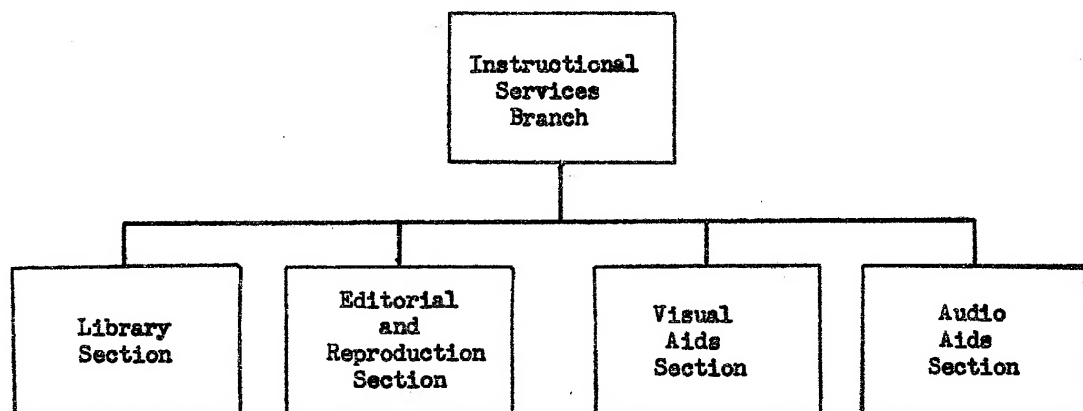 Instructional
Services
Branch
Library
Section
Editorial
and
Reproduction
Section
Visual
Aids
Section
Audio
Aids
Section